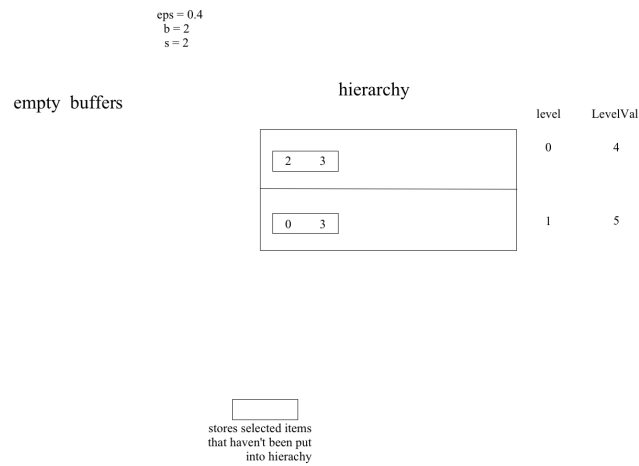 eps = 0.4
b = 2
s = 2
hierarchy
empty buffers
level LevelVal
2 3
0 4
0 3
1 5
stores selected items
that haven't been put
into hierachy